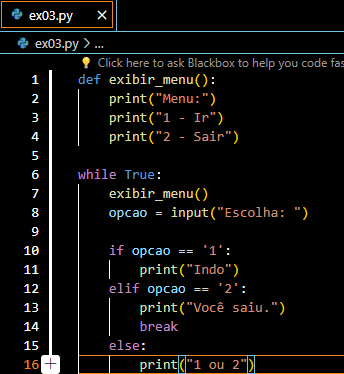 ex03.py ×
ex03.py > ...
Click here to ask Blackbox to help you code fas
1 def exibir_menu():
2     print("Menu:")
3     print("1 - Ir")
4     print("2 - Sair")
5
6 while True:
7     exibir_menu()
8     opcao = input("Escolha: ")
9
10     if opcao == '1':
11         print("Indo")
12     elif opcao == '2':
13         print("Você saiu.")
14         break
15     else:
16         print("1 ou 2")